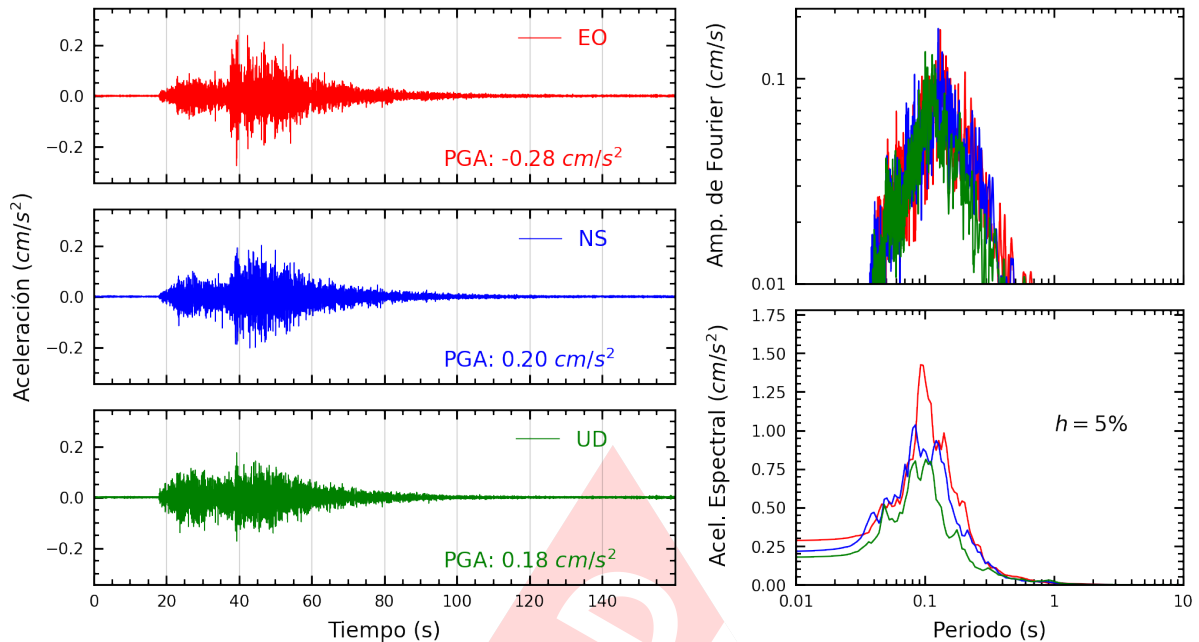 Aceleración (cm/s²)
0.2
0.0
−0.2
EO
PGA: -0.28 cm/s²
0.2
0.0
−0.2
NS
PGA: 0.20 cm/s²
0.2
0.0
−0.2
UD
PGA: 0.18 cm/s²
0 20 40 60 80 100 120 140
Tiempo (s)
Amp. de Fourier (cm/s)
0.1
0.01
Acel. Espectral (cm/s²)
1.75
1.50
1.25
1.00
0.75
0.50
0.25
0.00
h = 5%
0.01 0.1 1 10
Periodo (s)